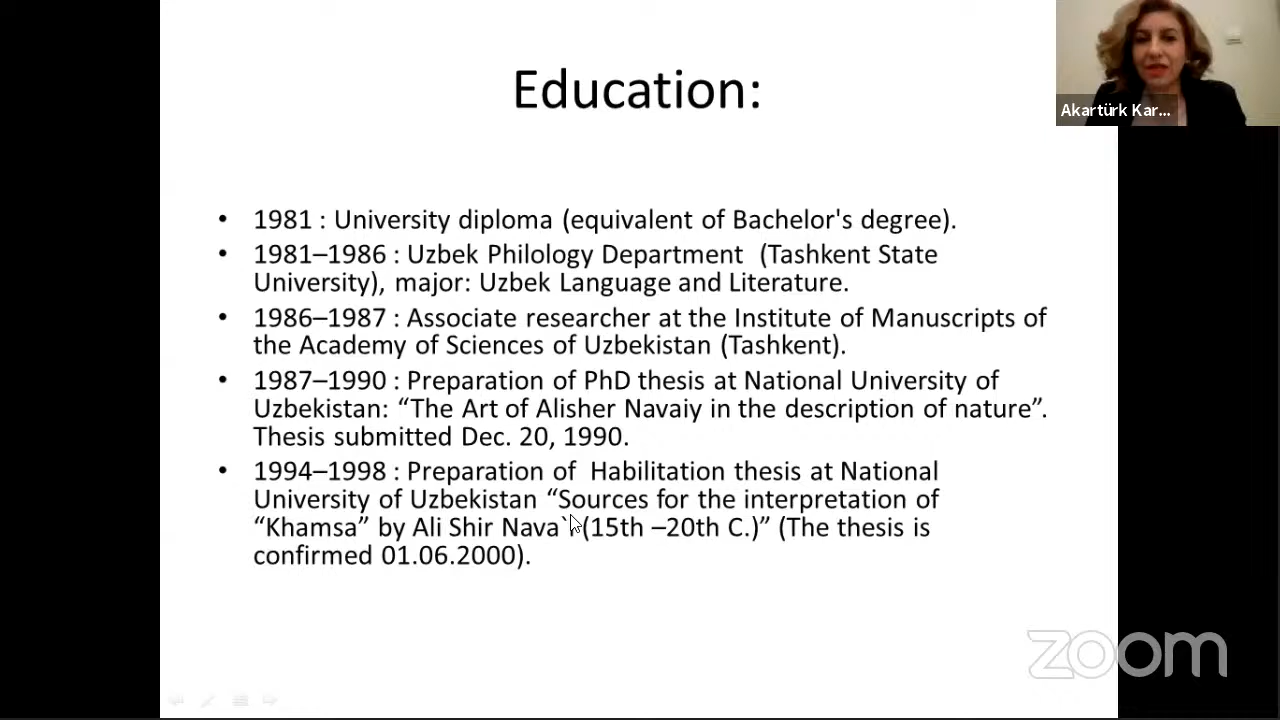 Education:
Akartürk Kar...
• 1981 : University diploma (equivalent of Bachelor's degree).
• 1981–1986 : Uzbek Philology Department (Tashkent State
University), major: Uzbek Language and Literature.
• 1986–1987 : Associate researcher at the Institute of Manuscripts of
the Academy of Sciences of Uzbekistan (Tashkent).
• 1987–1990 : Preparation of PhD thesis at National University of
Uzbekistan: “The Art of Alisher Navaiy in the description of nature”.
Thesis submitted Dec. 20, 1990.
• 1994–1998 : Preparation of Habilitation thesis at National
University of Uzbekistan “Sources for the interpretation of
“Khamsa” by Ali Shir (15th –20th C.)” (The thesis is
confirmed 01.06.2000).
zoom